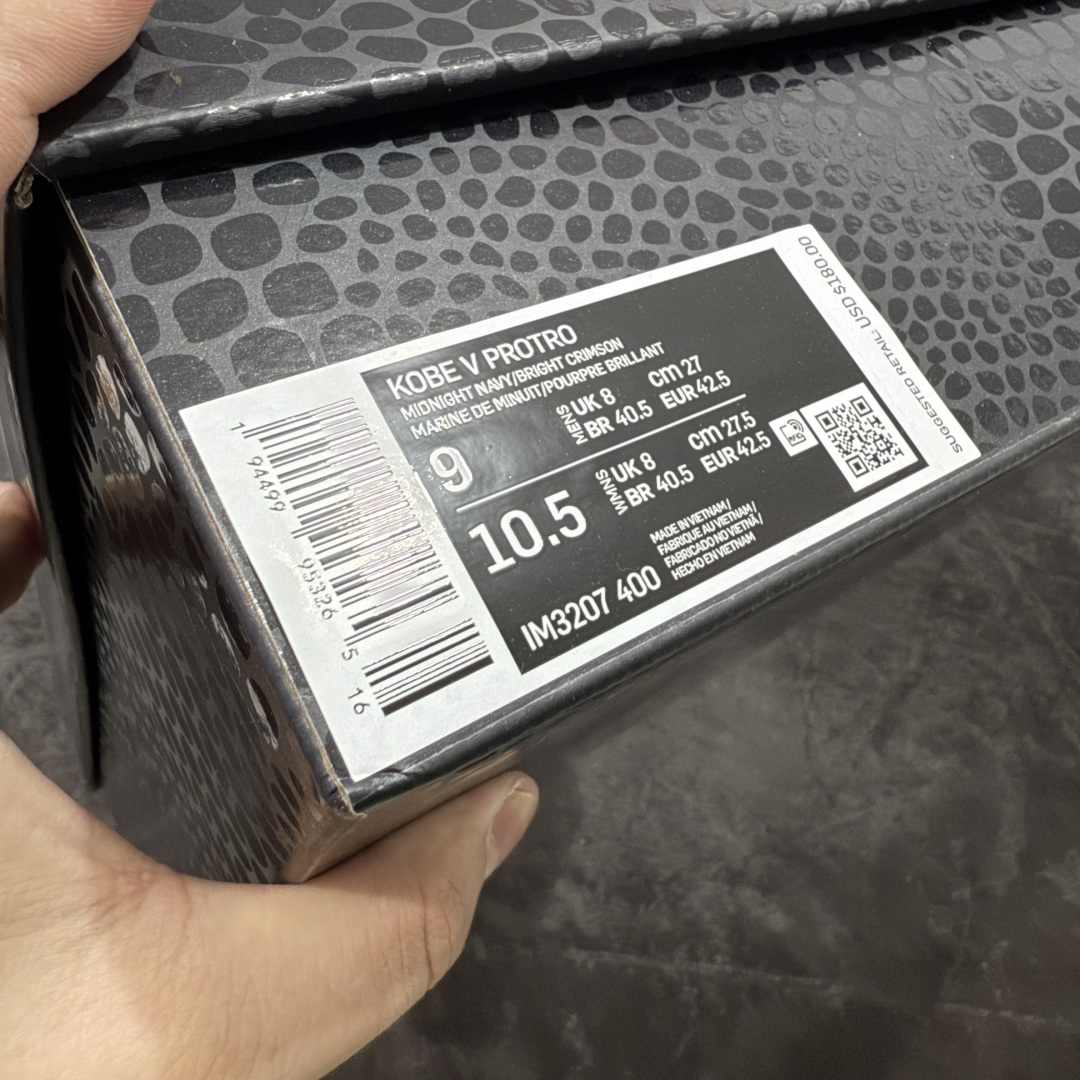 KOBE V PROTRO
MIDNIGHT NAVY/BRIGHT CRIMSON
MARINE DE MINUIT/POURPRE BRILLANT
9
MENS
UK 8
cm 27
BR 40.5
EUR 42.5
10.5
WMNS
UK 8
cm 27.5
BR 40.5
EUR 42.5
RFID
IM3207 400
MADE IN VIETNAM/
FABRIQUE AU VIETNAM/
FABRICADO NO VIETNÃ/
HECHO EN VIETNAM
SUGGESTED RETAIL: USD $180.00
1 94499 95326 5 16